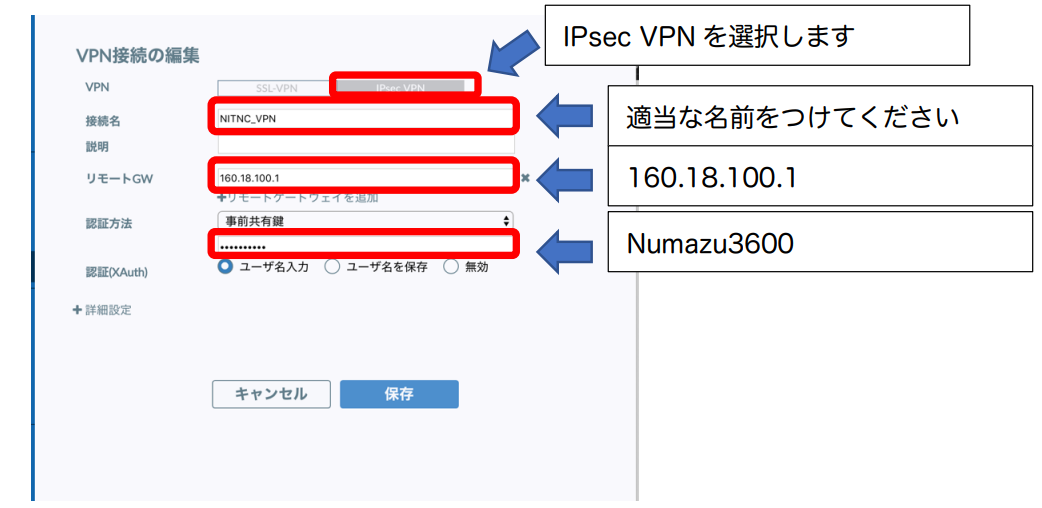 IPsec VPN を選択します
VPN接続の編集
VPN
SSL-VPN
IPsec VPN
接続名
NITNC_VPN
適当な名前をつけてください
説明
リモートGW
160.18.100.1
✖
160.18.100.1
+リモートゲートウェイを追加
認証方法
事前共有鍵
••••••••••
Numazu3600
認証(XAuth)
ユーザ名入力
ユーザ名を保存
無効
+ 詳細設定
キャンセル
保存